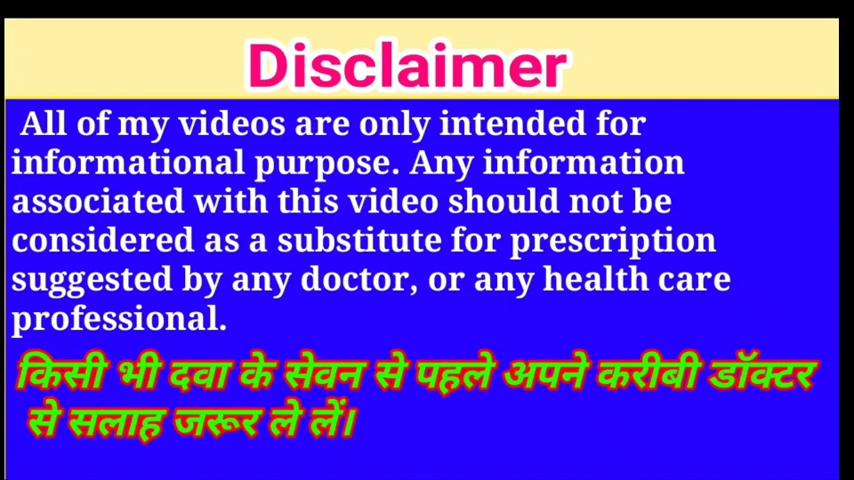 Disclaimer
All of my videos are only intended for
informational purpose. Any information
associated with this video should not be
considered as a substitute for prescription
suggested by any doctor, or any health care
professional.
किसी भी दवा के सेवन से पहले अपने करीबी डॉक्टर
से सलाह जरूर ले लें।